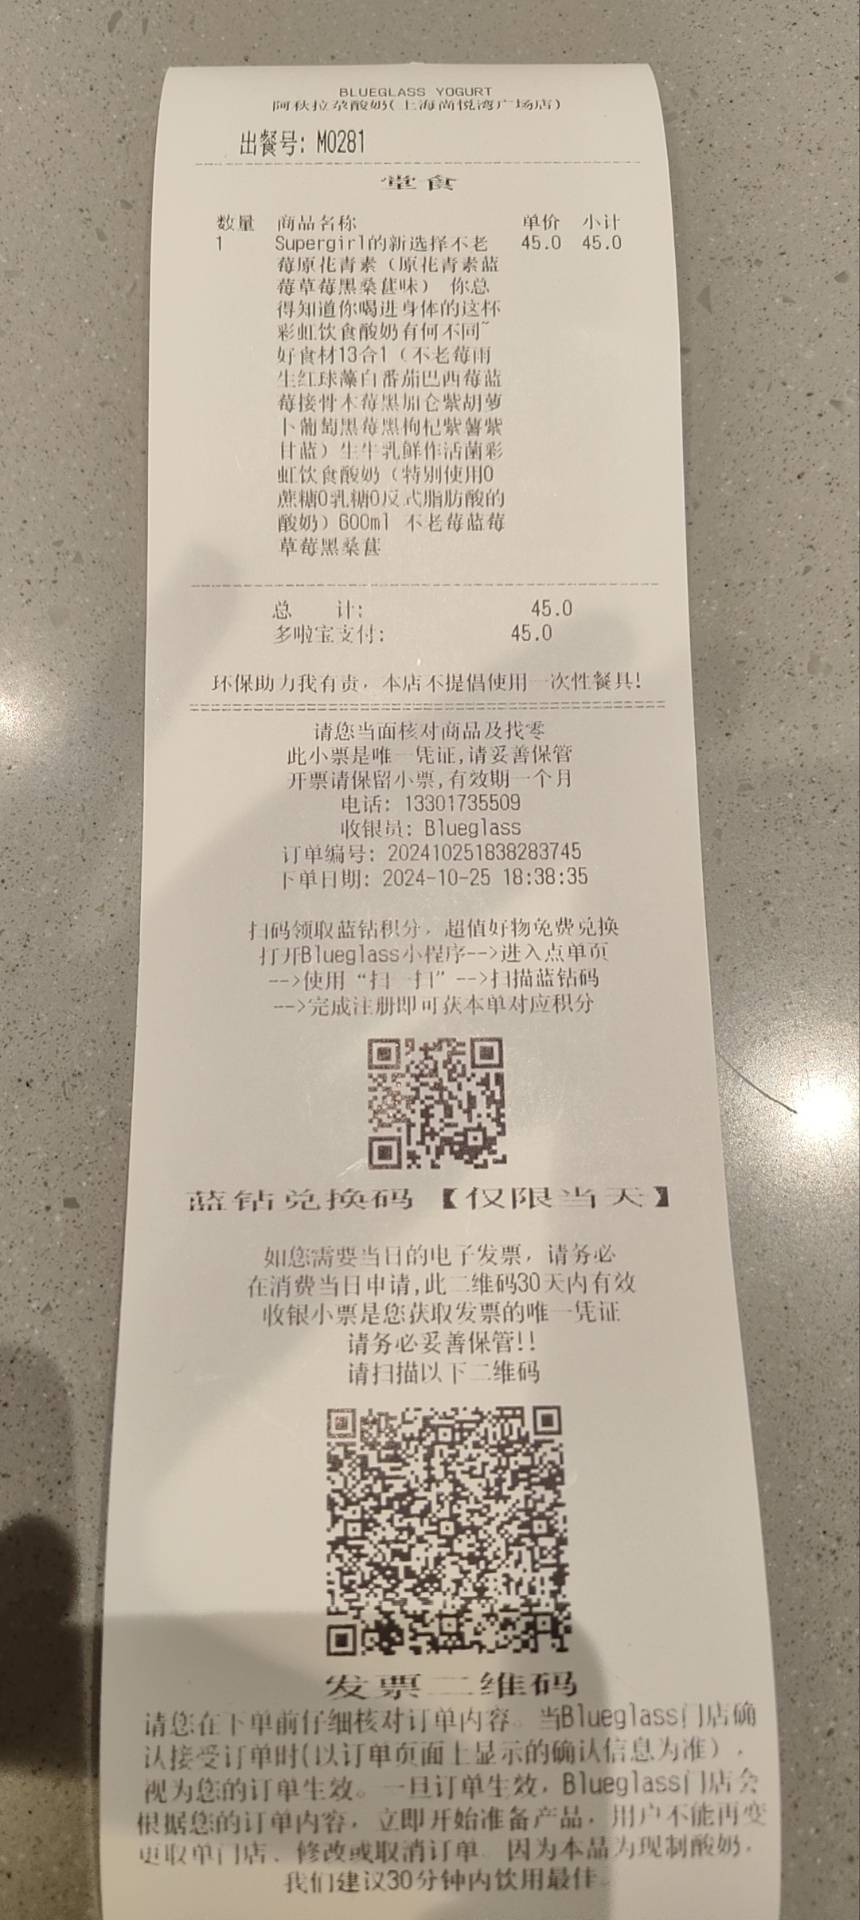 BLUEGLASS YOGURT
阿秋拉尕酸奶(上海尚悦湾广场店)
出餐号: M0281
堂食
数量 商品名称 单价 小计
1 Supergirl的新选择不老 45.0 45.0
莓原花青素（原花青素蓝
莓草莓黑桑葚味） 你总
得知道你喝进身体的这杯
彩虹饮食酸奶有何不同~
好食材13合1（不老莓雨
生红球藻白番茄巴西莓蓝
莓接骨木莓黑加仑紫胡萝
卜葡萄黑莓黑枸杞紫薯紫
甘蓝）生牛乳鲜作活菌彩
虹饮食酸奶（特别使用0
蔗糖0乳糖0反式脂肪酸的
酸奶）600ml 不老莓蓝莓
草莓黑桑葚
总 计: 45.0
多啦宝支付: 45.0
环保助力我有责，本店不提倡使用一次性餐具!
请您当面核对商品及找零
此小票是唯一凭证,请妥善保管
开票请保留小票,有效期一个月
电话: 13301735509
收银员: Blueglass
订单编号: 202410251838283745
下单日期: 2024-10-25 18:38:35
扫码领取蓝钻积分，超值好物免费兑换
打开Blueglass小程序-->进入点单页
-->使用“扫一扫”-->扫描蓝钻码
-->完成注册即可获本单对应积分
蓝钻兑换码【仅限当天】
如您需要当日的电子发票，请务必
在消费当日申请,此二维码30天内有效
收银小票是您获取发票的唯一凭证
请务必妥善保管!!
请扫描以下二维码
发票二维码
请您在下单前仔细核对订单内容。当Blueglass门店确
认接受订单时(以订单页面上显示的确认信息为准），
视为您的订单生效。一旦订单生效，Blueglass门店会
根据您的订单内容，立即开始准备产品，用户不能再变
更取单门店、修改或取消订单。因为本品为现制酸奶，
我们建议30分钟内饮用最佳。